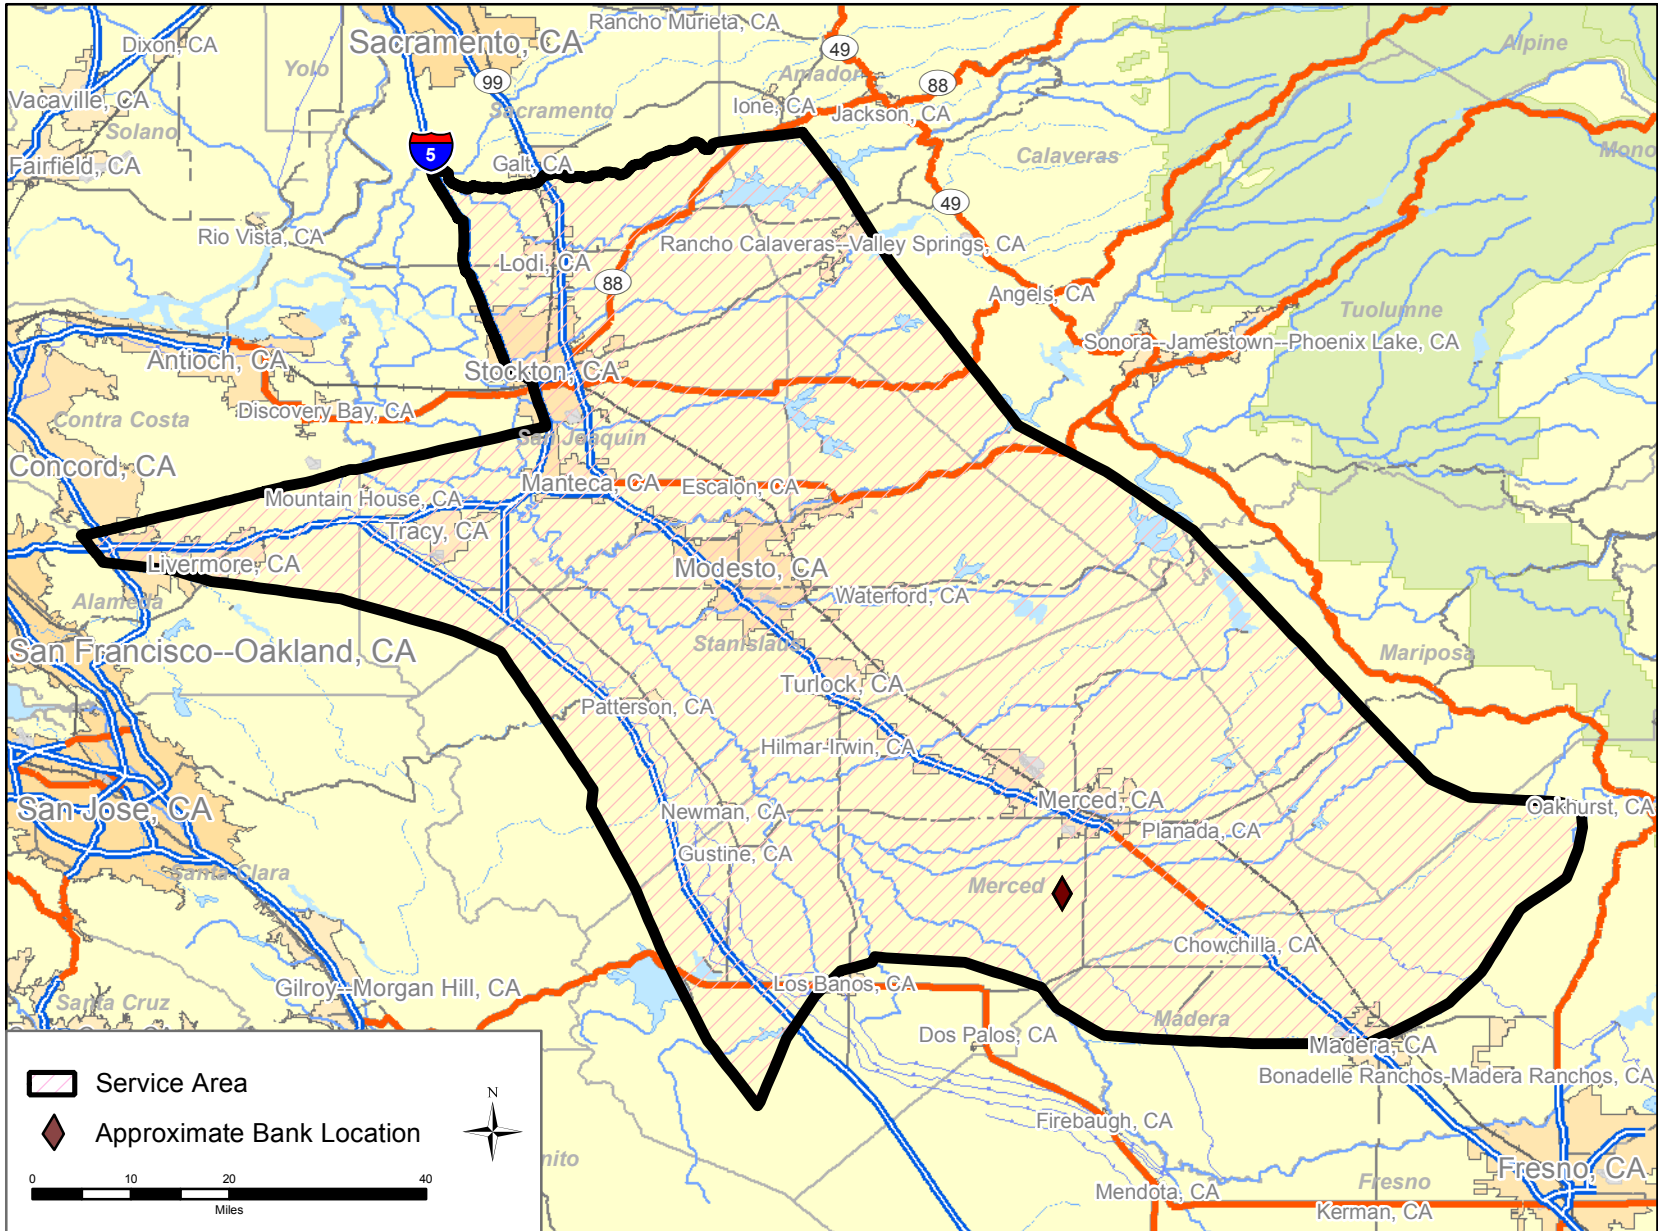 Rancho Murieta, CA
Dixon, CA
Sacramento, CA
49
Alpine
Yolo
Amador
99
88
Vacaville, CA
Sacramento
Ione, CA
Jackson, CA
Solano
5
Calaveras
Mono
Fairfield, CA
Galt, CA
49
Rio Vista, CA
Rancho Calaveras--Valley Springs, CA
Lodi, CA
88
Angels, CA
Tuolumne
Antioch, CA
Sonora--Jamestown--Phoenix Lake, CA
Stockton, CA
Discovery Bay, CA
Contra Costa
San Joaquin
Concord, CA
Manteca, CA
Escalon, CA
Mountain House, CA
Tracy, CA
Livermore, CA
Modesto, CA
Waterford, CA
Alameda
Stanislaus
San Francisco--Oakland, CA
Mariposa
Turlock, CA
Patterson, CA
Hilmar-Irwin, CA
Merced, CA
Oakhurst, CA
San Jose, CA
Newman, CA
Planada, CA
Gustine, CA
Santa Clara
Merced
Chowchilla, CA
Gilroy--Morgan Hill, CA
Los Banos, CA
Santa Cruz
Madera
Dos Palos, CA
Madera, CA
Bonadelle Ranchos-Madera Ranchos, CA
Service Area
N
Firebaugh, CA
Approximate Bank Location
nito
Fresno, CA
Fresno
Mendota, CA
0 10 20 40
Miles
Kerman, CA